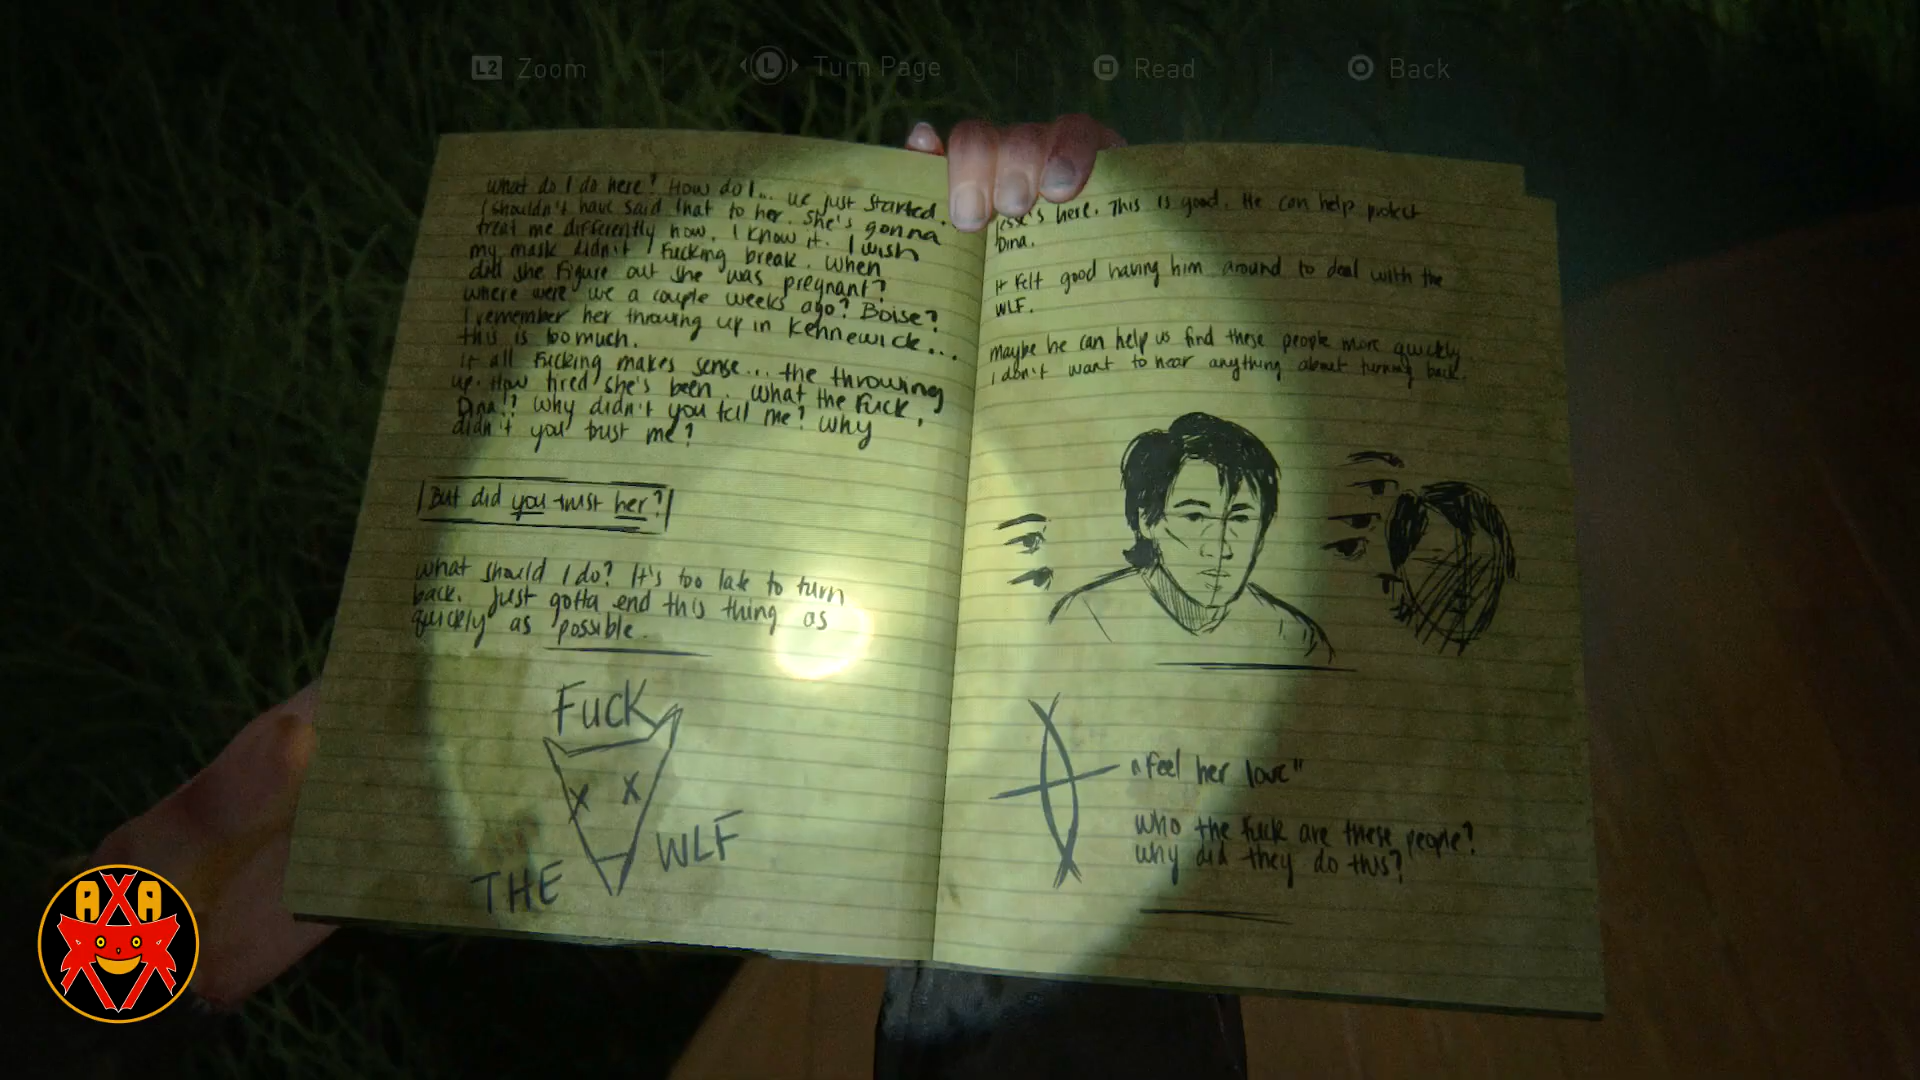 L2 Zoom
L Turn Page
Read
Back
what do I do here? How do I... we just started.
I shouldn't have said that to her. She's gonna
treat me differently now. I know it. I wish
my mask didn't fucking break. When
did she figure out she was pregnant?
where were we a couple weeks ago? Boise?
I remember her throwing up in Kennewick...
this is too much.
it all fucking makes sense... the throwing
up. How tired she's been. what the fuck,
Dina!? Why didn't you tell me? Why
didn't you trust me?
But did you trust her?
what should I do? It's too late to turn
back. Just gotta end this thing as
quickly as possible.
Fuck
THE WLF
Jesse's here. This is good. He can help protect
Dina.
It felt good having him around to deal with the
WLF.
Maybe he can help us find these people more quickly.
I don't want to hear anything about turning back.
"feel her love"
who the fuck are these people?
why did they do this?
AXA